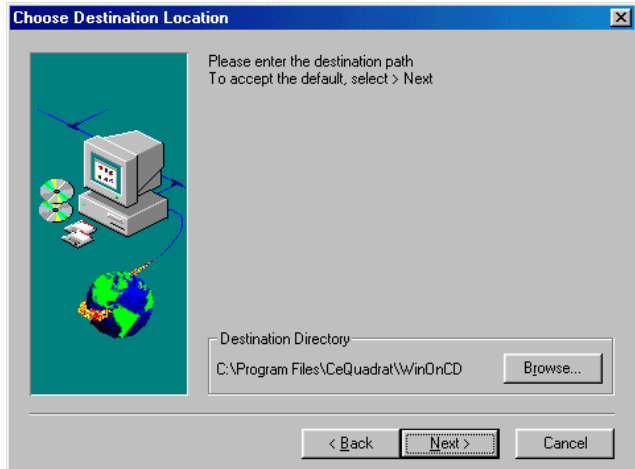 Choose Destination Location
Please enter the destination path
To accept the default, select > Next
Destination Directory
C:\Program Files\CeQuadrat\WinOnCD
Browse...
< Back
Next >
Cancel